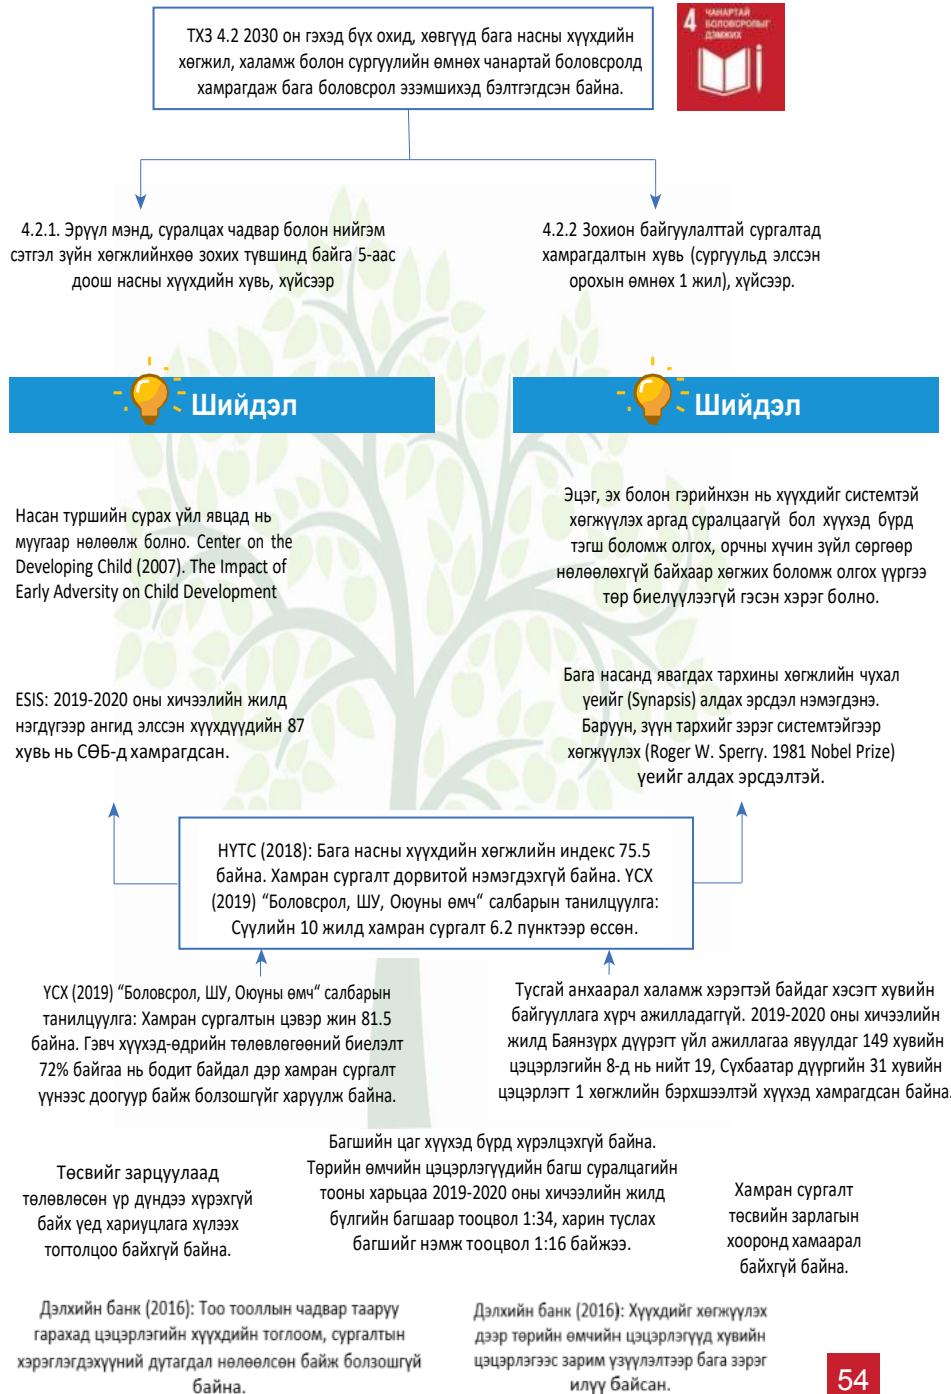 ТХЗ 4.2 2030 он гэхэд бүх охид, хөвгүүд бага насны хүүхдийн
хөгжил, халамж болон сургуулийн өмнөх чанартай боловсролд
хамрагдаж бага боловсрол эзэмшихэд бэлтгэгдсэн байна.
4 ЧАНАРТАЙ
БОЛОВСРОЛЫГ
ДЭМЖИХ
4.2.1. Эрүүл мэнд, суралцах чадвар болон нийгэм
сэтгэл зүйн хөгжлийнхөө зохих түвшинд байга 5-аас
доош насны хүүхдийн хувь, хүйсээр
4.2.2 Зохион байгуулалттай сургалтад
хамрагдалтын хувь (сургуульд элссэн
орохын өмнөх 1 жил), хүйсээр.
Шийдэл
Шийдэл
Насан туршийн сурах үйл явцад нь
муугаар нөлөөлж болно. Center on the
Developing Child (2007). The Impact of
Early Adversity on Child Development
Эцэг, эх болон гэрийнхэн нь хүүхдийг системтэй
хөгжүүлэх аргад суралцаагүй бол хүүхэд бүрд
тэгш боломж олгох, орчны хүчин зүйл сөргөөр
нөлөөлөхгүй байхаар хөгжих боломж олгох үүргээ
төр биелүүлээгүй гэсэн хэрэг болно.
ESIS: 2019-2020 оны хичээлийн жилд
нэгдүгээр ангид элссэн хүүхдүүдийн 87
хувь нь СӨБ-д хамрагдсан.
Бага насанд явагдах тархины хөгжлийн чухал
үеийг (Synapsis) алдах эрсдэл нэмэгдэнэ.
Баруун, зүүн тархийг зэрэг системтэйгээр
хөгжүүлэх (Roger W. Sperry. 1981 Nobel Prize)
үеийг алдах эрсдэлтэй.
НҮТС (2018): Бага насны хүүхдийн хөгжлийн индекс 75.5
байна. Хамран сургалт дорвитой нэмэгдэхгүй байна. ҮСХ
(2019) “Боловсрол, ШУ, Оюуны өмч“ салбарын танилцуулга:
Сүүлийн 10 жилд хамран сургалт 6.2 пунктээр өссөн.
ҮСХ (2019) “Боловсрол, ШУ, Оюуны өмч“ салбарын
танилцуулга: Хамран сургалтын цэвэр жин 81.5
байна. Гэвч хүүхэд-өдрийн төлөвлөгөөний биелэлт
72% байгаа нь бодит байдал дэр хамран сургалт
үүнээс доогуур байж болзошгүйг харуулж байна.
Тусгай анхаарал халамж хэрэгтэй байдаг хэсэгт хувийн
байгууллага хүрч ажилладаггүй. 2019-2020 оны хичээлийн
жилд Баянзүрх дүүрэгт үйл ажиллагаа явуулдаг 149 хувийн
цэцэрлэгийн 8-д нь нийт 19, Сүхбаатар дүүргийн 31 хувийн
цэцэрлэгт 1 хөгжлийн бэрхшээлтэй хүүхэд хамрагдсан байна.
Төсвийг зарцуулаад
төлөвлөсөн үр дүндээ хүрэхгүй
байх үед хариуцлага хүлээх
тогтолцоо байхгүй байна.
Багшийн цаг хүүхэд бүрд хүрэлцэхгүй байна.
Төрийн өмчийн цэцэрлэгүүдийн багш суралцагийн
тооны харьцаа 2019-2020 оны хичээлийн жилд
бүлгийн багшаар тооцвол 1:34, харин туслах
багшийг нэмж тооцвол 1:16 байжээ.
Хамран сургалт
төсвийн зарлагын
хооронд хамаарал
байхгүй байна.
Дэлхийн банк (2016): Тоо тооллын чадвар тааруу
гарахад цэцэрлэгийн хүүхдийн тоглоом, сургалтын
хэрэглэгдэхүүний дутагдал нөлөөлсөн байж болзошгүй
байна.
Дэлхийн банк (2016): Хүүхдийг хөгжүүлэх
дээр төрийн өмчийн цэцэрлэгүүд хувийн
цэцэрлэгээс зарим үзүүлэлтээр бага зэрэг
илүү байсан.
54